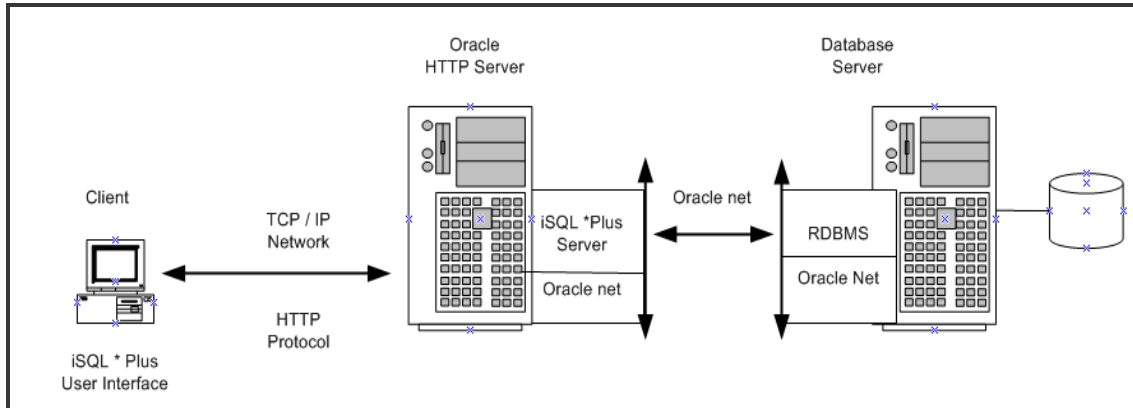 Oracle
HTTP Server
Database
Server
Client
TCP / IP
Network
HTTP
Protocol
iSQL *Plus
Server
Oracle net
Oracle net
RDBMS
Oracle Net
iSQL * Plus
User Interface